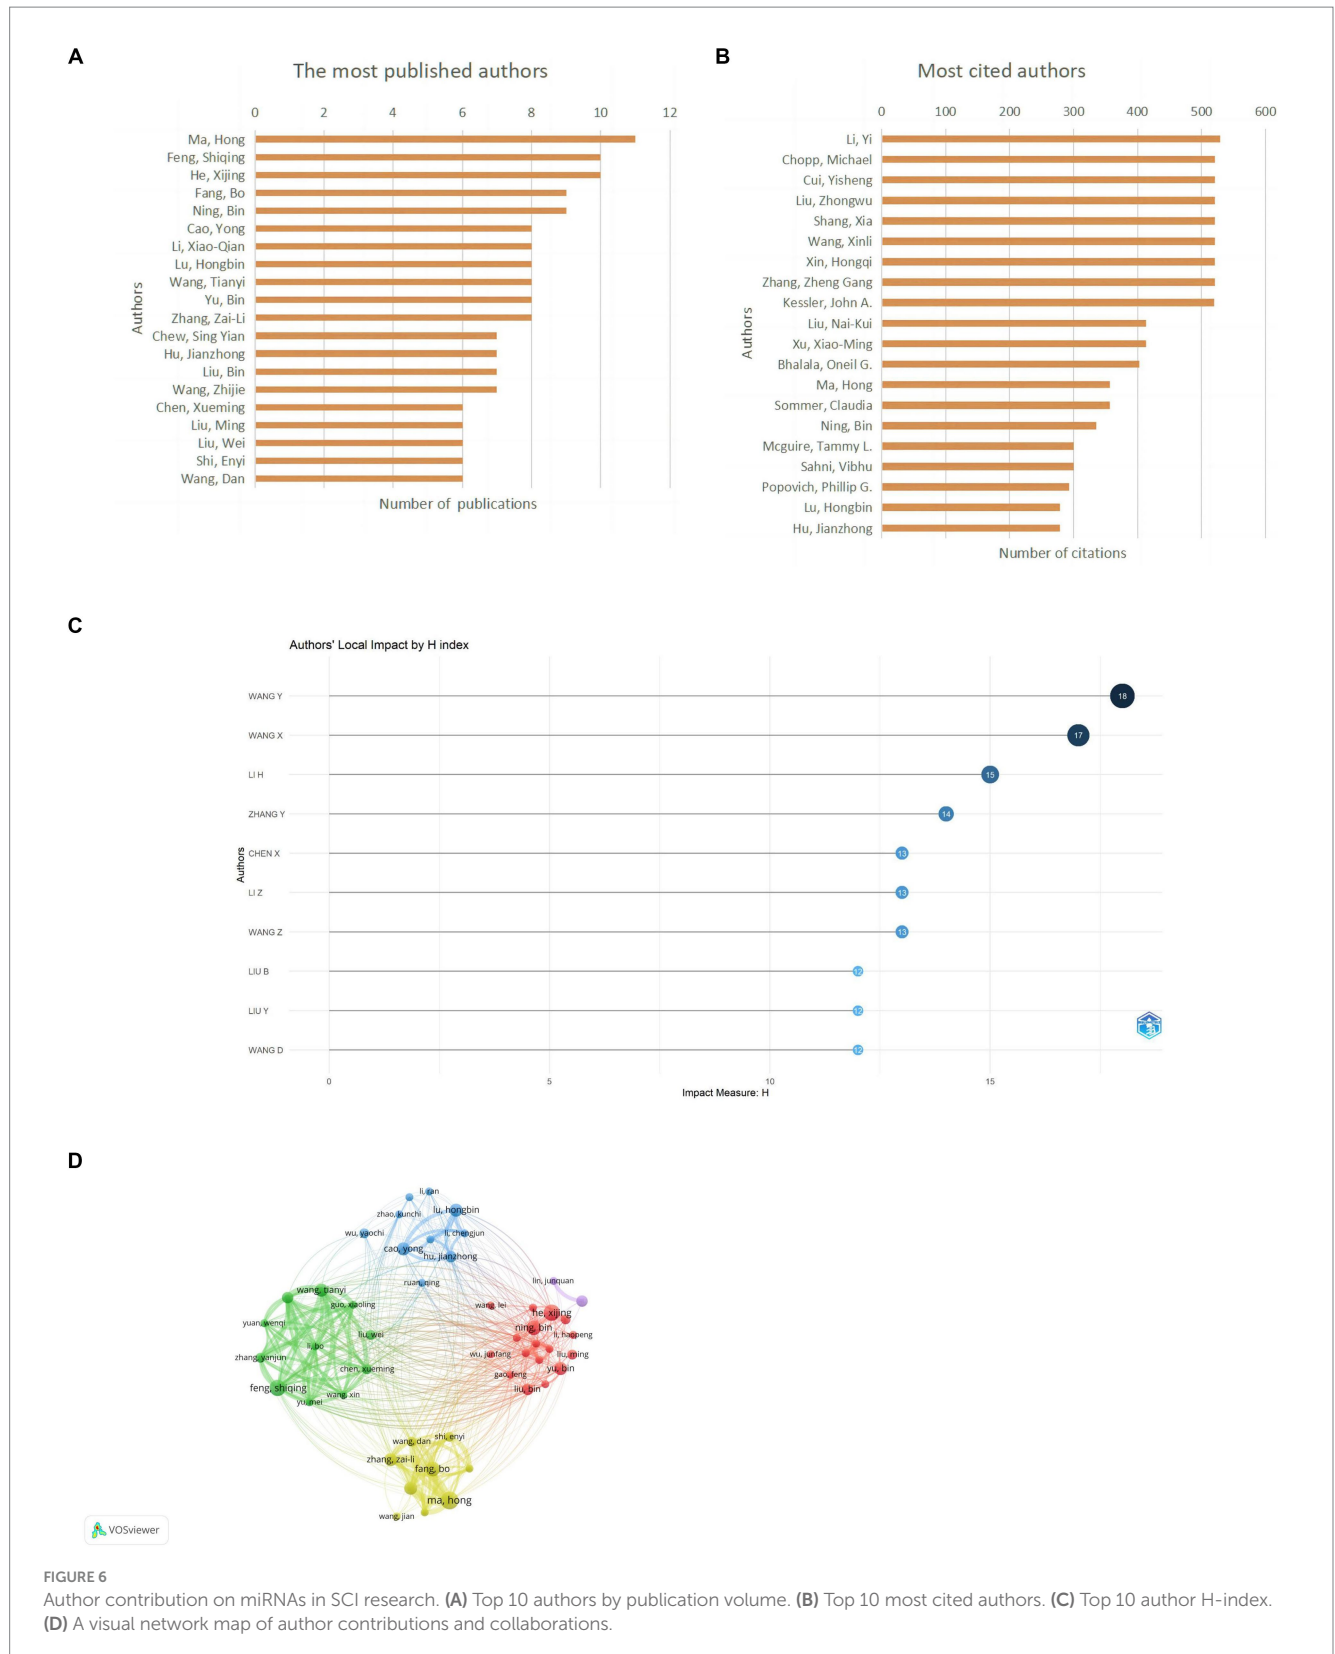 A
The most published authors
0 2 4 6 8 10 12
Ma, Hong
Feng, Shiqing
He, Xijing
Fang, Bo
Ning, Bin
Cao, Yong
Li, Xiao-Qian
Lu, Hongbin
Wang, Tianyi
Yu, Bin
Zhang, Zai-Li
Chew, Sing Yian
Hu, Jianzhong
Liu, Bin
Wang, Zhijie
Chen, Xueming
Liu, Ming
Liu, Wei
Shi, Enyi
Wang, Dan
Authors
Number of publications
B
Most cited authors
0 100 200 300 400 500 600
Li, Yi
Chopp, Michael
Cui, Yisheng
Liu, Zhongwu
Shang, Xia
Wang, Xinli
Xin, Hongqi
Zhang, Zheng Gang
Kessler, John A.
Liu, Nai-Kui
Xu, Xiao-Ming
Bhalala, Oneil G.
Ma, Hong
Sommer, Claudia
Ning, Bin
Mcguire, Tammy L.
Sahni, Vibhu
Popovich, Phillip G.
Lu, Hongbin
Hu, Jianzhong
Authors
Number of citations
C
Authors' Local Impact by H index
WANG Y 18
WANG X 17
LI H 15
ZHANG Y 14
CHEN X 13
LI Z 13
WANG Z 13
LIU B 12
LIU Y 12
WANG D 12
Authors
0 5 10 15
Impact Measure: H
D
li, ran
zhao, kunchi
lu, hongbin
wu, yaochi
li, chengjun
cao, yong
hu, jianzhong
ruan, qing
lin, junquan
wang, tianyi
guo, xiaoling
wang, lei
he, xijing
yuan, wenqi
liu, wei
ning, bin
li, haopeng
li, bo
zhang, yanjun
wu, junfang
liu, ming
chen, xueming
yu, bin
gao, feng
feng, shiqing
wang, xin
liu, bin
yu, mei
wang, dan
shi, enyi
zhang, zai-li
fang, bo
ma, hong
wang, jian
VOSviewer
FIGURE 6
Author contribution on miRNAs in SCI research. (A) Top 10 authors by publication volume. (B) Top 10 most cited authors. (C) Top 10 author H-index.
(D) A visual network map of author contributions and collaborations.